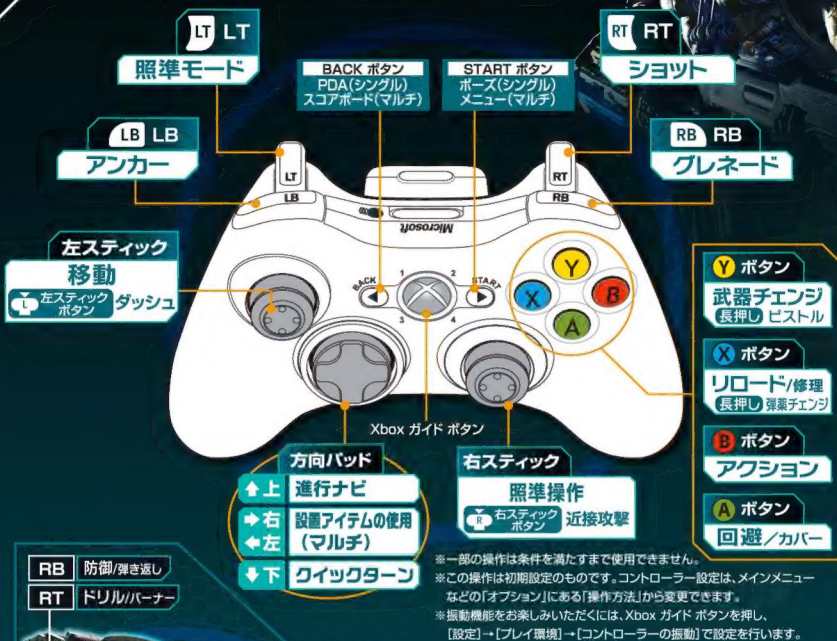 LT LT
照準モード
LB LB
アンカー
BACK ボタン
PDA(シングル)
スコアボード(マルチ)
START ボタン
ポーズ(シングル)
メニュー(マルチ)
RT RT
ショット
RB RB
グレネード
左スティック
移動
L 左スティックボタン ダッシュ
LT
LB
RT
RB
Microsoft
BACK
START
1
2
3
4
Y
X
B
A
Xbox ガイド ボタン
方向パッド
上 進行ナビ
右 設置アイテムの使用
左 (マルチ)
下 クイックターン
右スティック
照準操作
R 右スティックボタン 近接攻撃
Y ボタン
武器チェンジ
長押し ピストル
X ボタン
リロード/修理
長押し 弾薬チェンジ
B ボタン
アクション
A ボタン
回避/カバー
※一部の操作は条件を満たすまで使用できません。
※この操作は初期設定のものです。コントローラー設定は、メインメニュー
などの「オプション」にある「操作方法」から変更できます。
※振動機能をお楽しみいただくには、Xbox ガイド ボタンを押し、
[設定]→[プレイ環境]→[コントローラーの振動]で設定を行います。
RB 防御/弾き返し
RT ドリル/バーナー